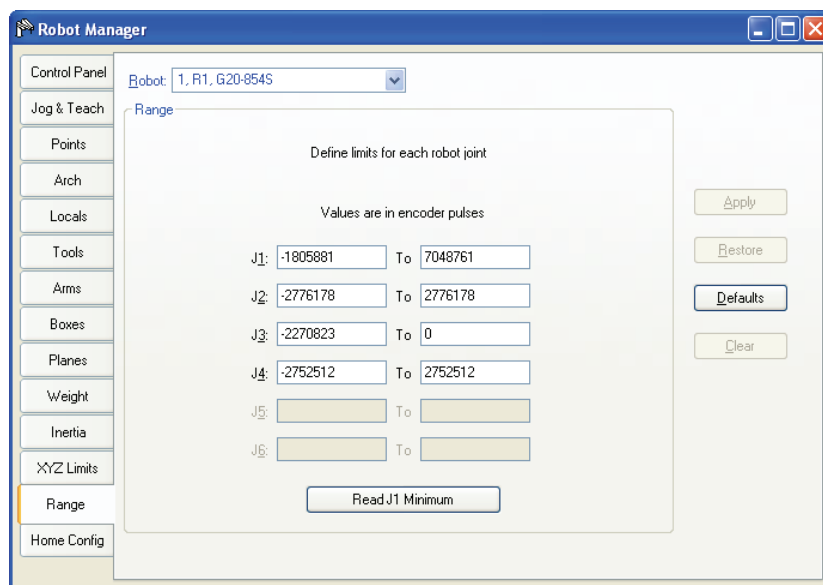 Robot Manager
Control Panel
Jog & Teach
Points
Arch
Locals
Tools
Arms
Boxes
Planes
Weight
Inertia
XYZ Limits
Range
Home Config
Robot: 1, R1, G20-854S
Range
Define limits for each robot joint
Values are in encoder pulses
J1: -1805881 To 7048761
J2: -2776178 To 2776178
J3: -2270823 To 0
J4: -2752512 To 2752512
J5: To
J6: To
Read J1 Minimum
Apply
Restore
Defaults
Clear